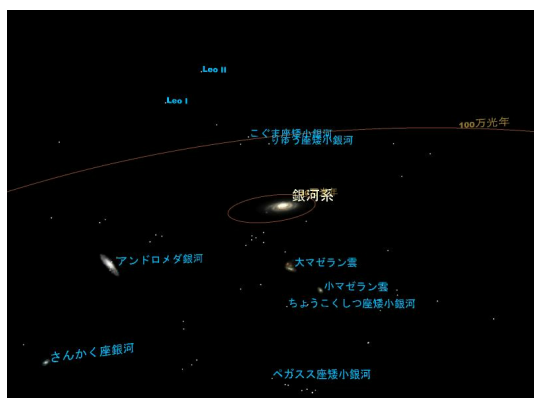 Leo II
Leo I
100万光年
こぐま座矮小銀河
りゅう座矮小銀河
銀河系
アンドロメダ銀河
大マゼラン雲
小マゼラン雲
ちょうこくしつ座矮小銀河
さんかく座銀河
ペガスス座矮小銀河